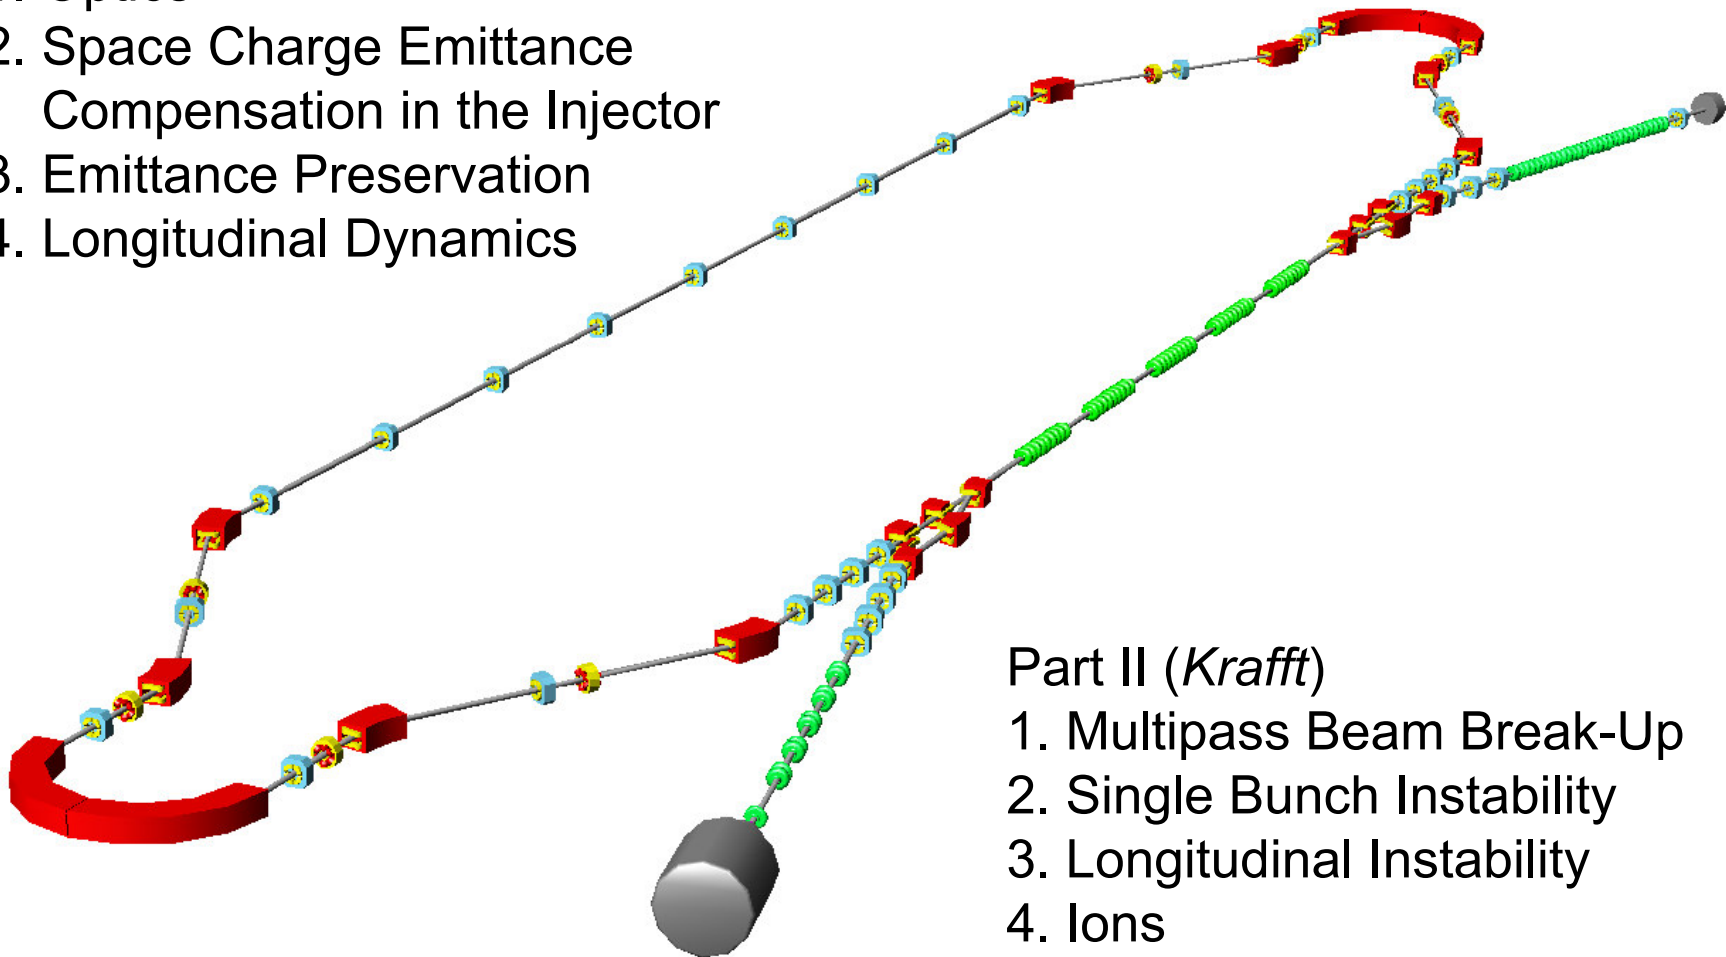 2. Space Charge Emittance
Compensation in the Injector
3. Emittance Preservation
4. Longitudinal Dynamics
Part II (Krafft)
1. Multipass Beam Break-Up
2. Single Bunch Instability
3. Longitudinal Instability
4. Ions